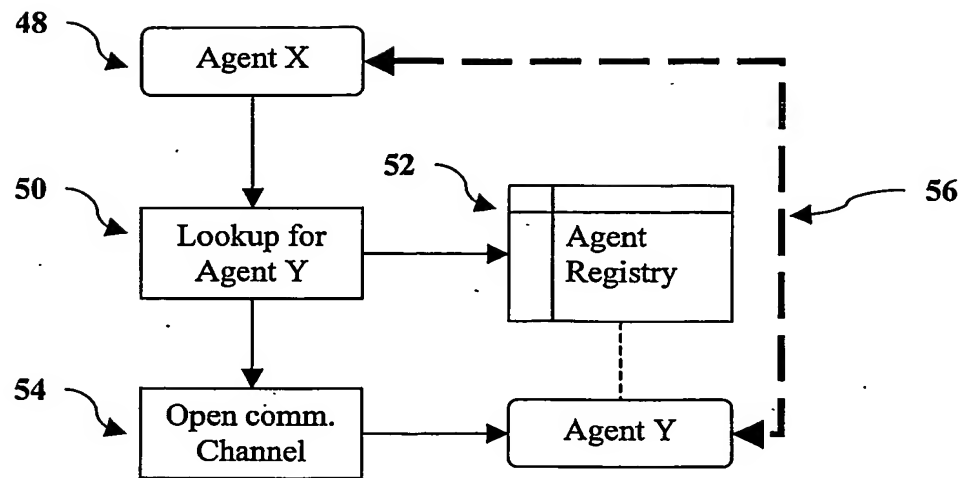 48
Agent X
50
Lookup for
Agent Y
52
Agent
Registry
56
54
Open comm.
Channel
Agent Y